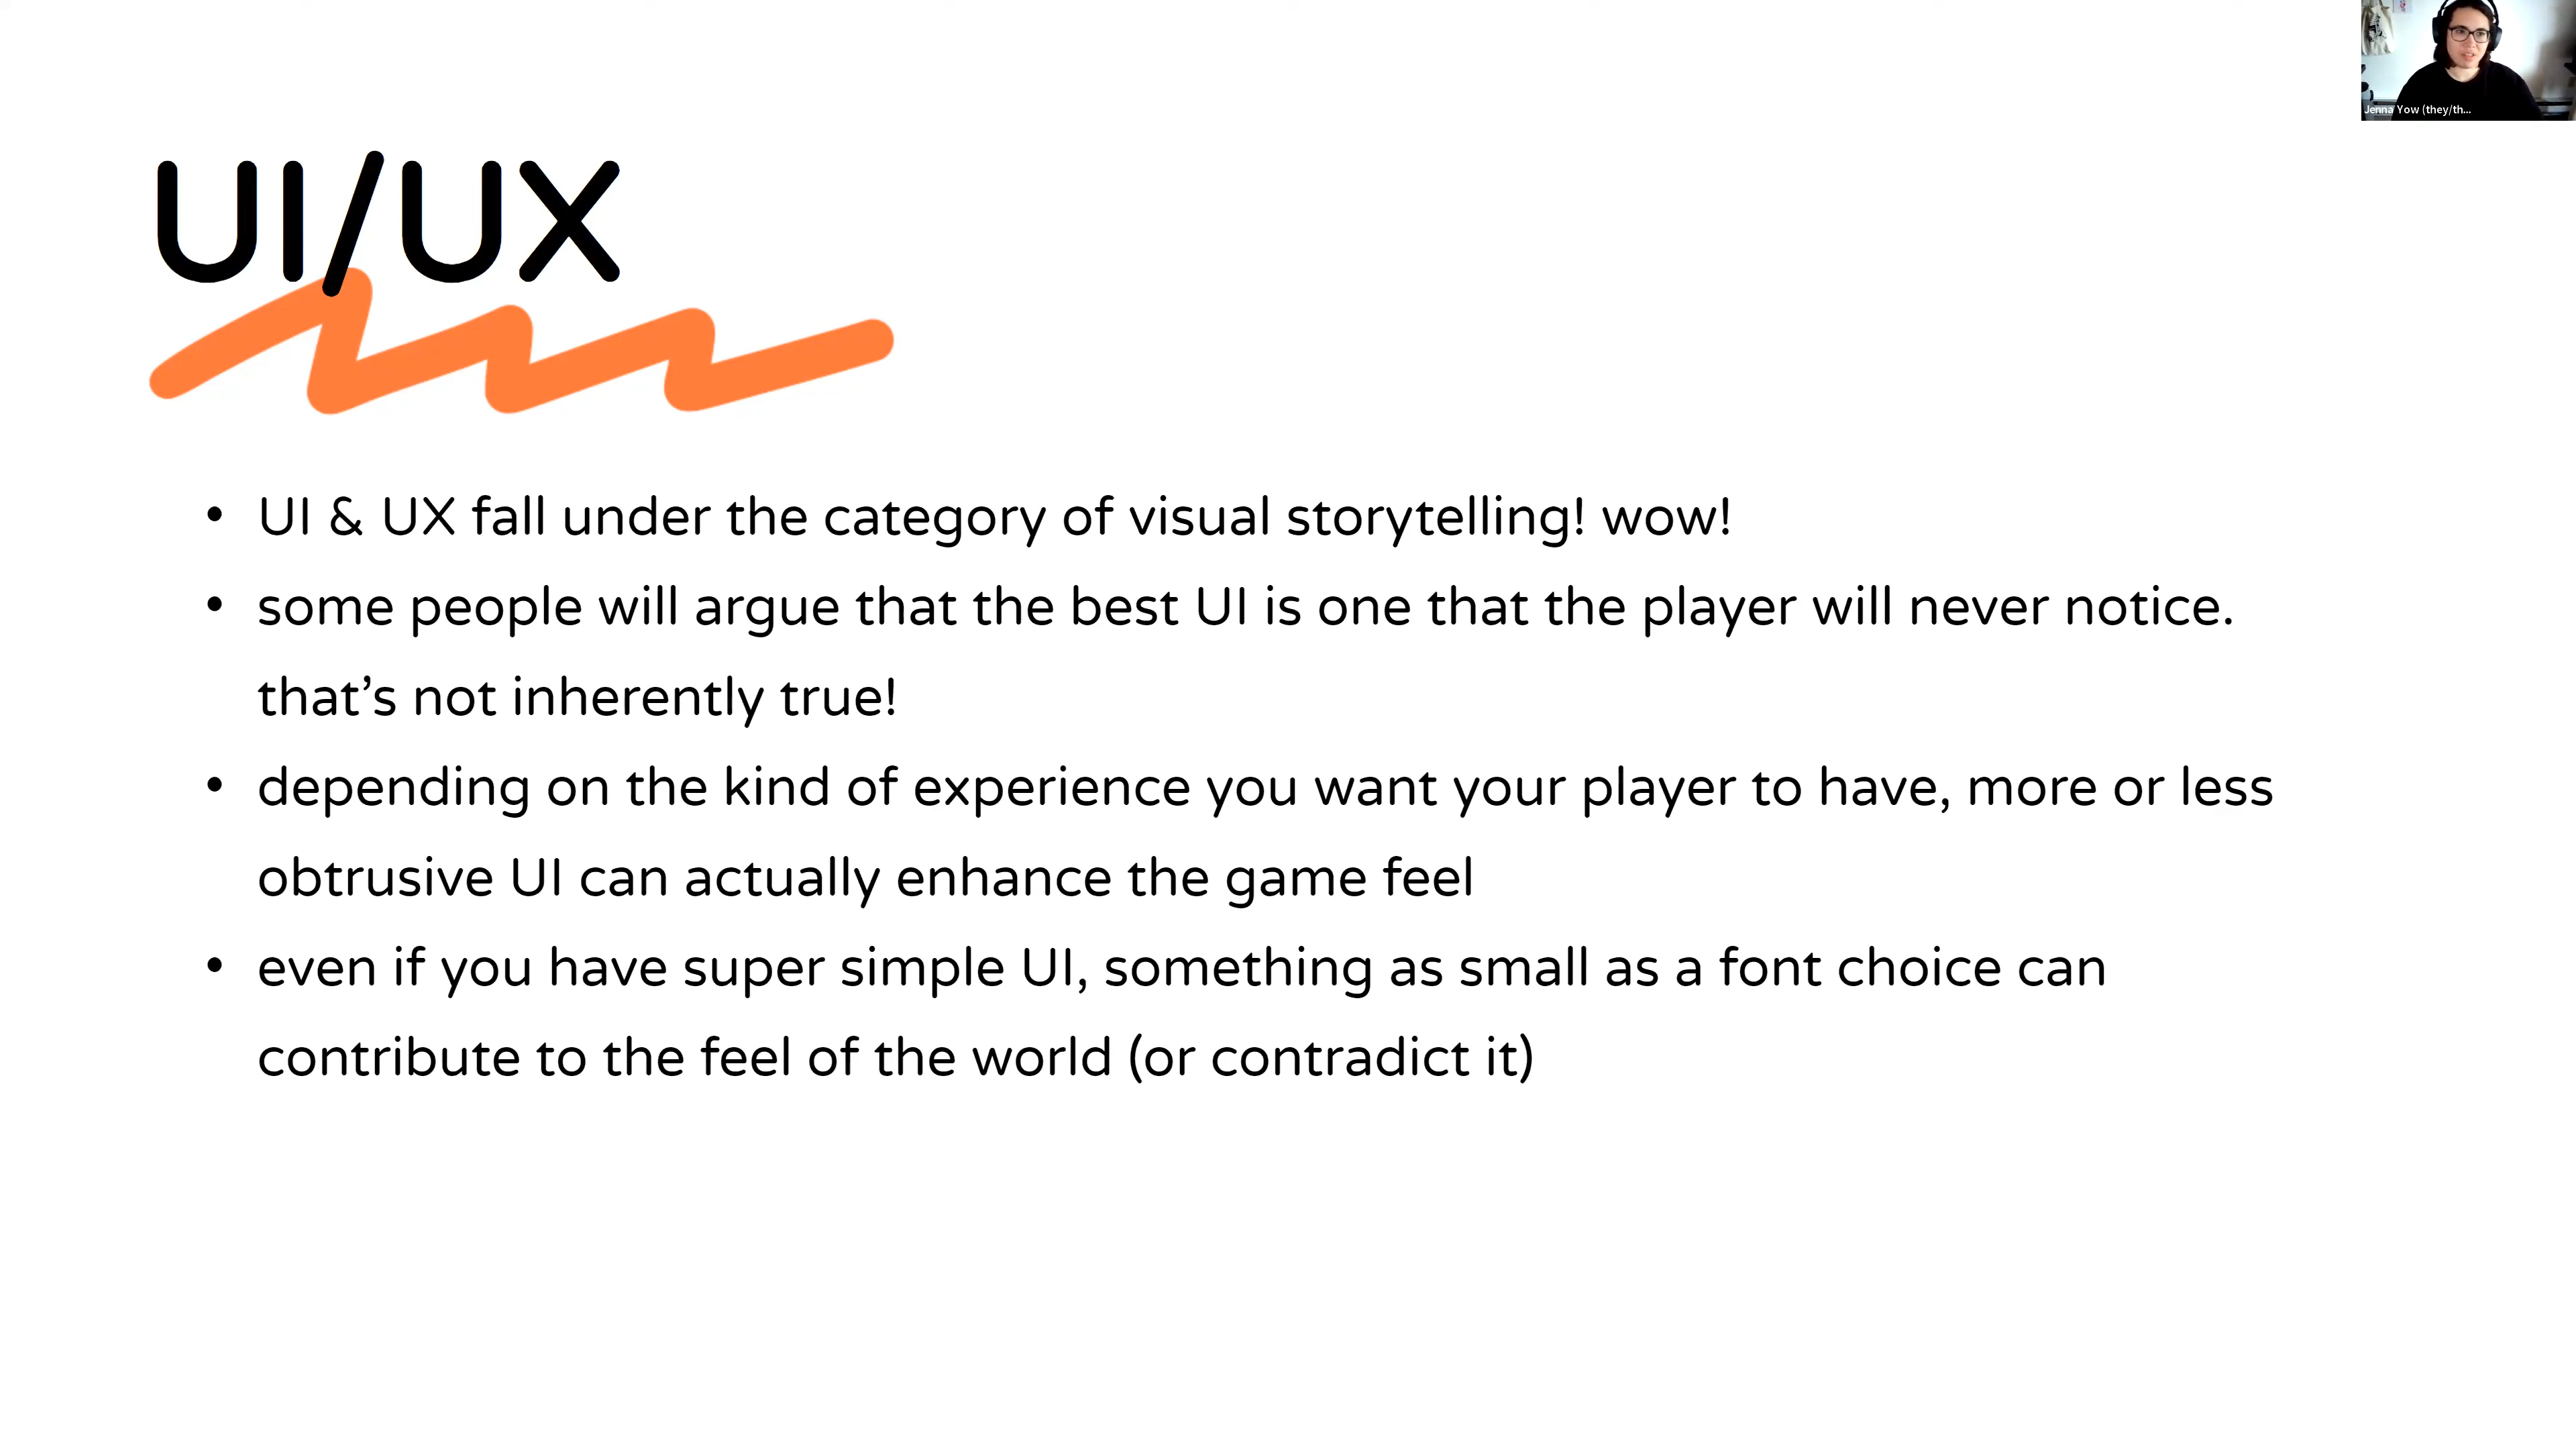 Jenna Yow (they/th...
UI/UX
• UI & UX fall under the category of visual storytelling! wow!
• some people will argue that the best UI is one that the player will never notice.
that’s not inherently true!
• depending on the kind of experience you want your player to have, more or less
obtrusive UI can actually enhance the game feel
• even if you have super simple UI, something as small as a font choice can
contribute to the feel of the world (or contradict it)